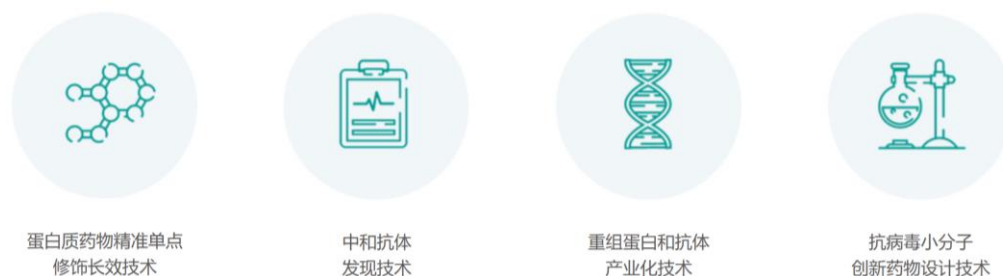 蛋白质药物精准单点
修饰长效技术
中和抗体
发现技术
重组蛋白和抗体
产业化技术
抗病毒小分子
创新药物设计技术